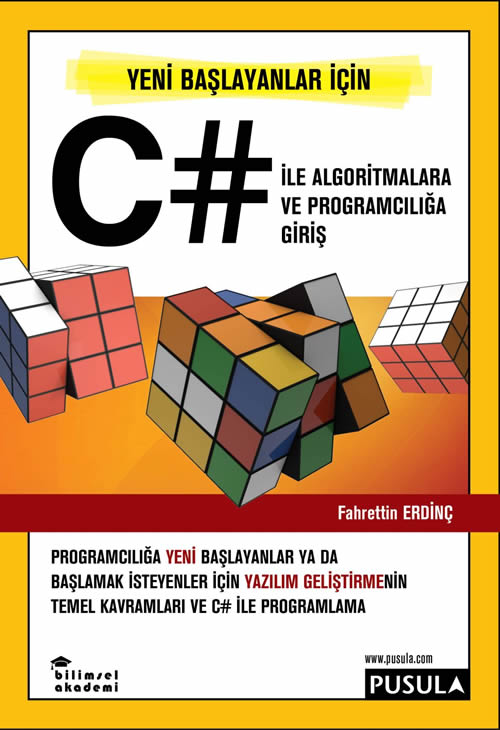 YENİ BAŞLAYANLAR İÇİN
C#
İLE ALGORİTMALARA
VE PROGRAMCILIĞA
GİRİŞ
Fahrettin ERDİNÇ
PROGRAMCILIĞA YENİ BAŞLAYANLAR YA DA
BAŞLAMAK İSTEYENLER İÇİN YAZILIM GELİŞTİRMENİN
TEMEL KAVRAMLARI VE C# İLE PROGRAMLAMA
bilimsel
akademi
www.pusula.com
PUSULA